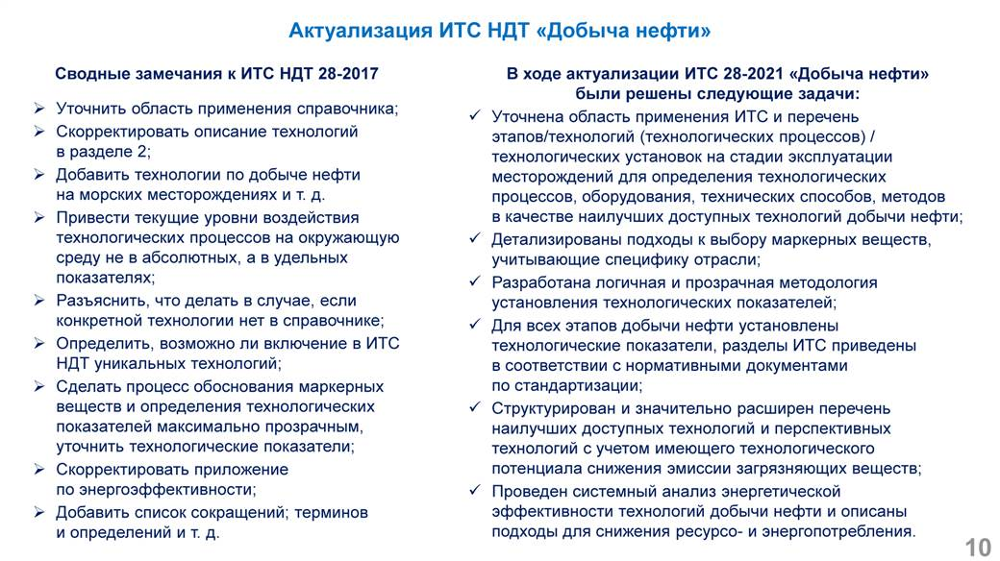 Актуализация ИТС НДТ «Добыча нефти»
Сводные замечания к ИТС НДТ 28-2017
➢ Уточнить область применения справочника;
➢ Скорректировать описание технологий
в разделе 2;
➢ Добавить технологии по добыче нефти
на морских месторождениях и т. д.
➢ Привести текущие уровни воздействия
технологических процессов на окружающую
среду не в абсолютных, а в удельных
показателях;
➢ Разъяснить, что делать в случае, если
конкретной технологии нет в справочнике;
➢ Определить, возможно ли включение в ИТС
НДТ уникальных технологий;
➢ Сделать процесс обоснования маркерных
веществ и определения технологических
показателей максимально прозрачным,
уточнить технологические показатели;
➢ Скорректировать приложение
по энергоэффективности;
➢ Добавить список сокращений; терминов
и определений и т. д.
В ходе актуализации ИТС 28-2021 «Добыча нефти»
были решены следующие задачи:
✓ Уточнена область применения ИТС и перечень
этапов/технологий (технологических процессов) /
технологических установок на стадии эксплуатации
месторождений для определения технологических
процессов, оборудования, технических способов, методов
в качестве наилучших доступных технологий добычи нефти;
✓ Детализированы подходы к выбору маркерных веществ,
учитывающие специфику отрасли;
✓ Разработана логичная и прозрачная методология
установления технологических показателей;
✓ Для всех этапов добычи нефти установлены
технологические показатели, разделы ИТС приведены
в соответствии с нормативными документами
по стандартизации;
✓ Структурирован и значительно расширен перечень
наилучших доступных технологий и перспективных
технологий с учетом имеющего технологического
потенциала снижения эмиссии загрязняющих веществ;
✓ Проведен системный анализ энергетической
эффективности технологий добычи нефти и описаны
подходы для снижения ресурсо- и энергопотребления.
10